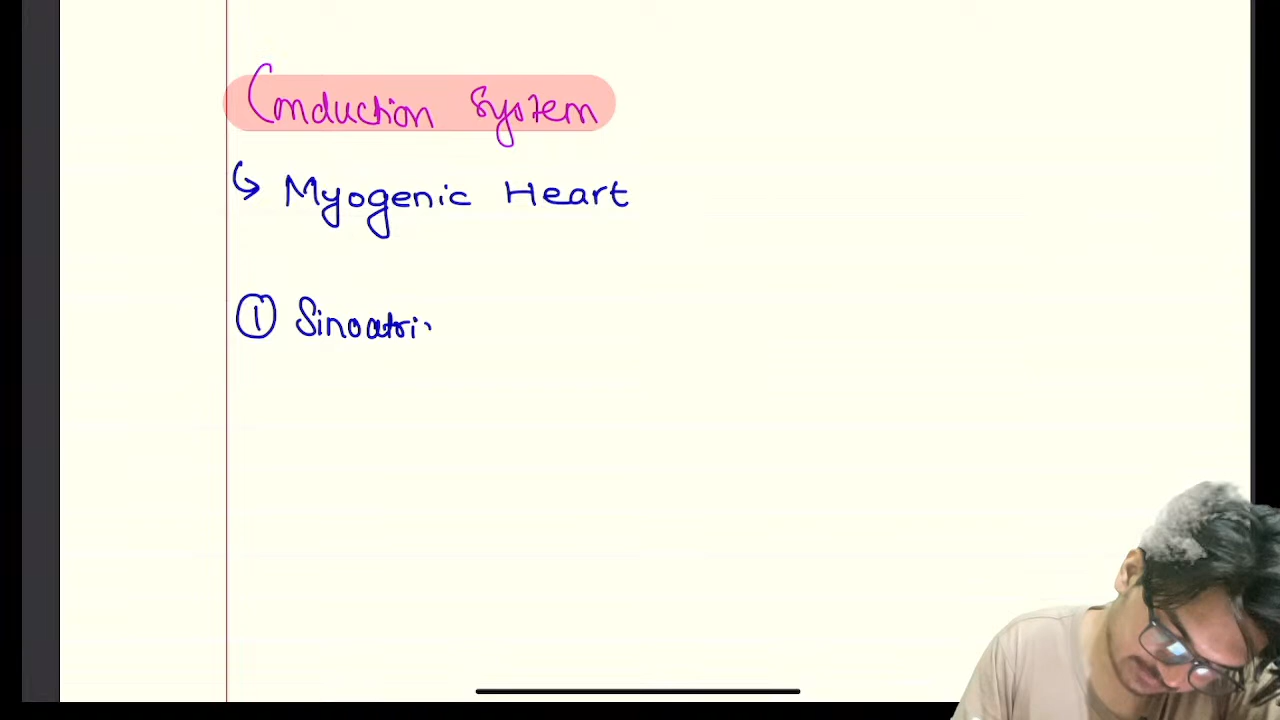 Conduction System
↳ Myogenic Heart
① Sinoatri